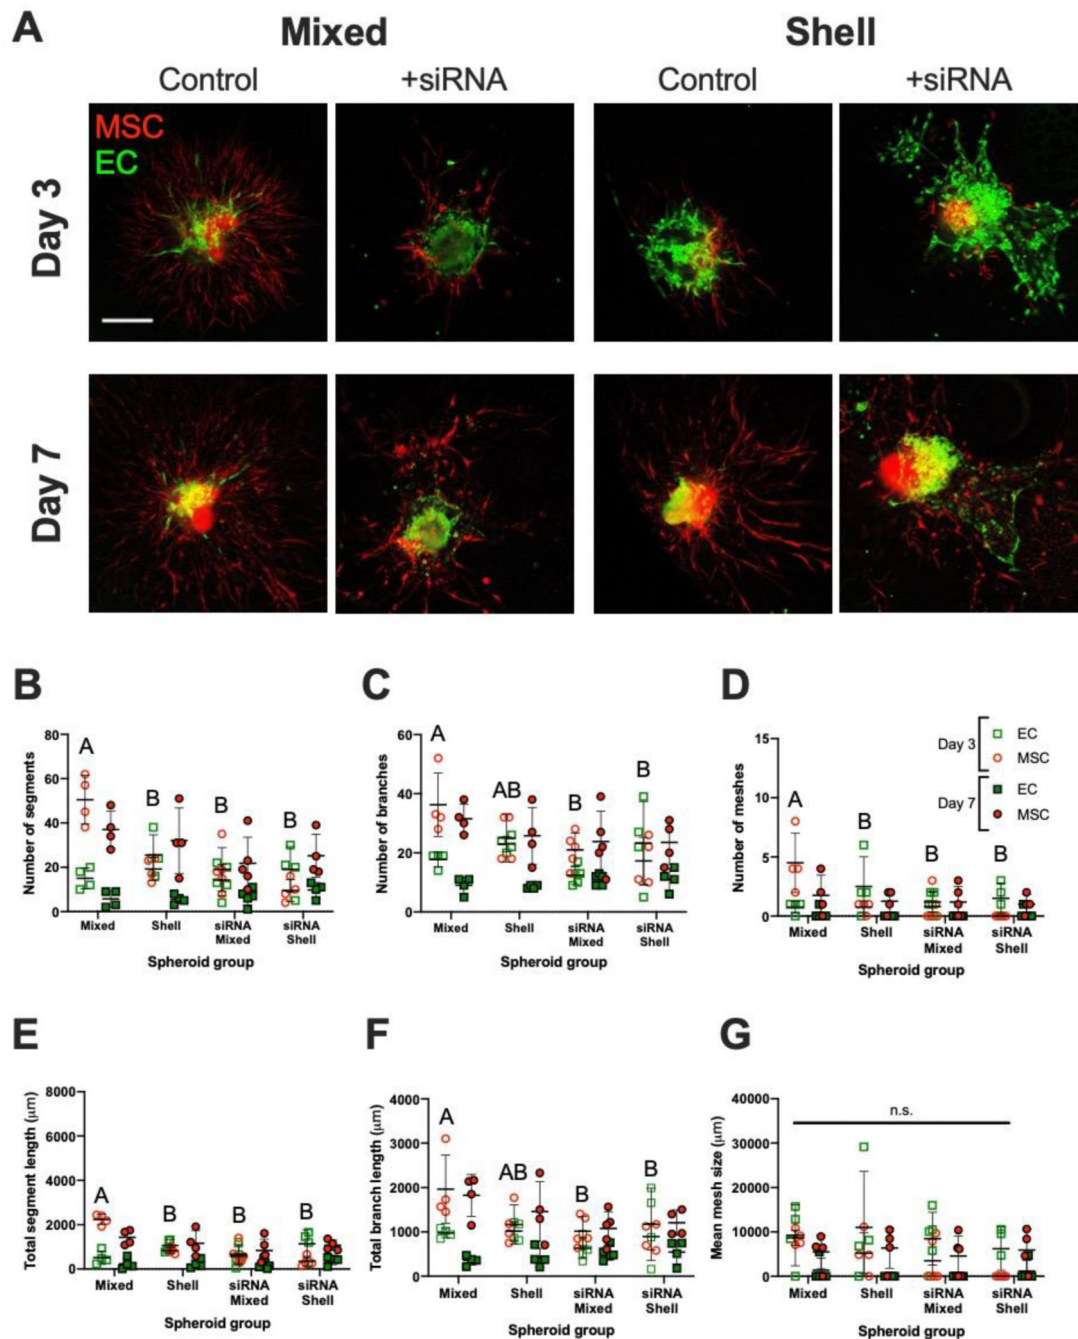 A
Mixed
Shell
Control
+siRNA
Control
+siRNA
MSC
EC
Day 3
Day 7
B
C
D
Number of segments
80
60
40
20
0
A
B
B
B
Mixed
Shell
siRNA
Mixed
siRNA
Shell
Spheroid group
Number of branches
60
40
20
0
A
AB
B
B
Mixed
Shell
siRNA
Mixed
siRNA
Shell
Spheroid group
Number of meshes
15
10
5
0
A
B
B
B
Day 3
EC
MSC
Day 7
EC
MSC
Mixed
Shell
siRNA
Mixed
siRNA
Shell
Spheroid group
E
F
G
Total segment length (μm)
8000
6000
4000
2000
0
A
B
B
B
Mixed
Shell
siRNA
Mixed
siRNA
Shell
Spheroid group
Total branch length (μm)
4000
3000
2000
1000
0
A
AB
B
B
Mixed
Shell
siRNA
Mixed
siRNA
Shell
Spheroid group
Mean mesh size (μm)
40000
30000
20000
10000
0
n.s.
Mixed
Shell
siRNA
Mixed
siRNA
Shell
Spheroid group